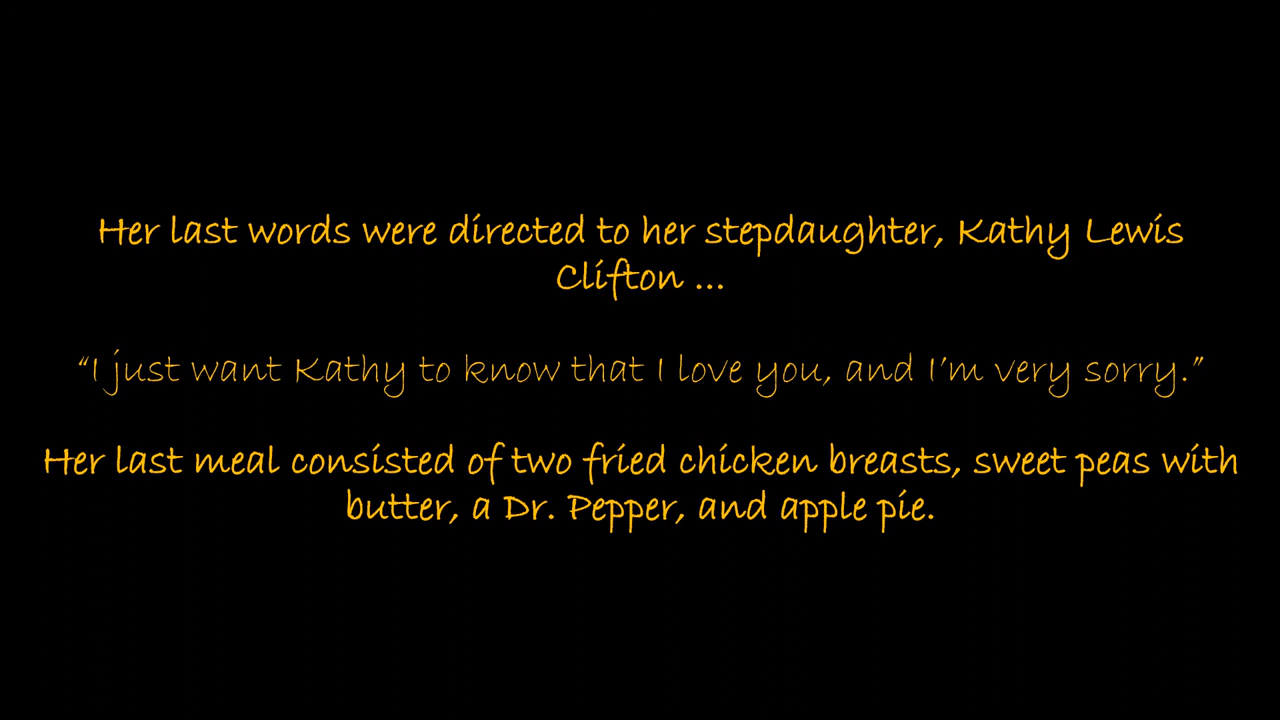 Her last words were directed to her stepdaughter, Kathy Lewis
Clifton ...
“I just want Kathy to know that I love you, and I’m very sorry.”
Her last meal consisted of two fried chicken breasts, sweet peas with
butter, a Dr. Pepper, and apple pie.